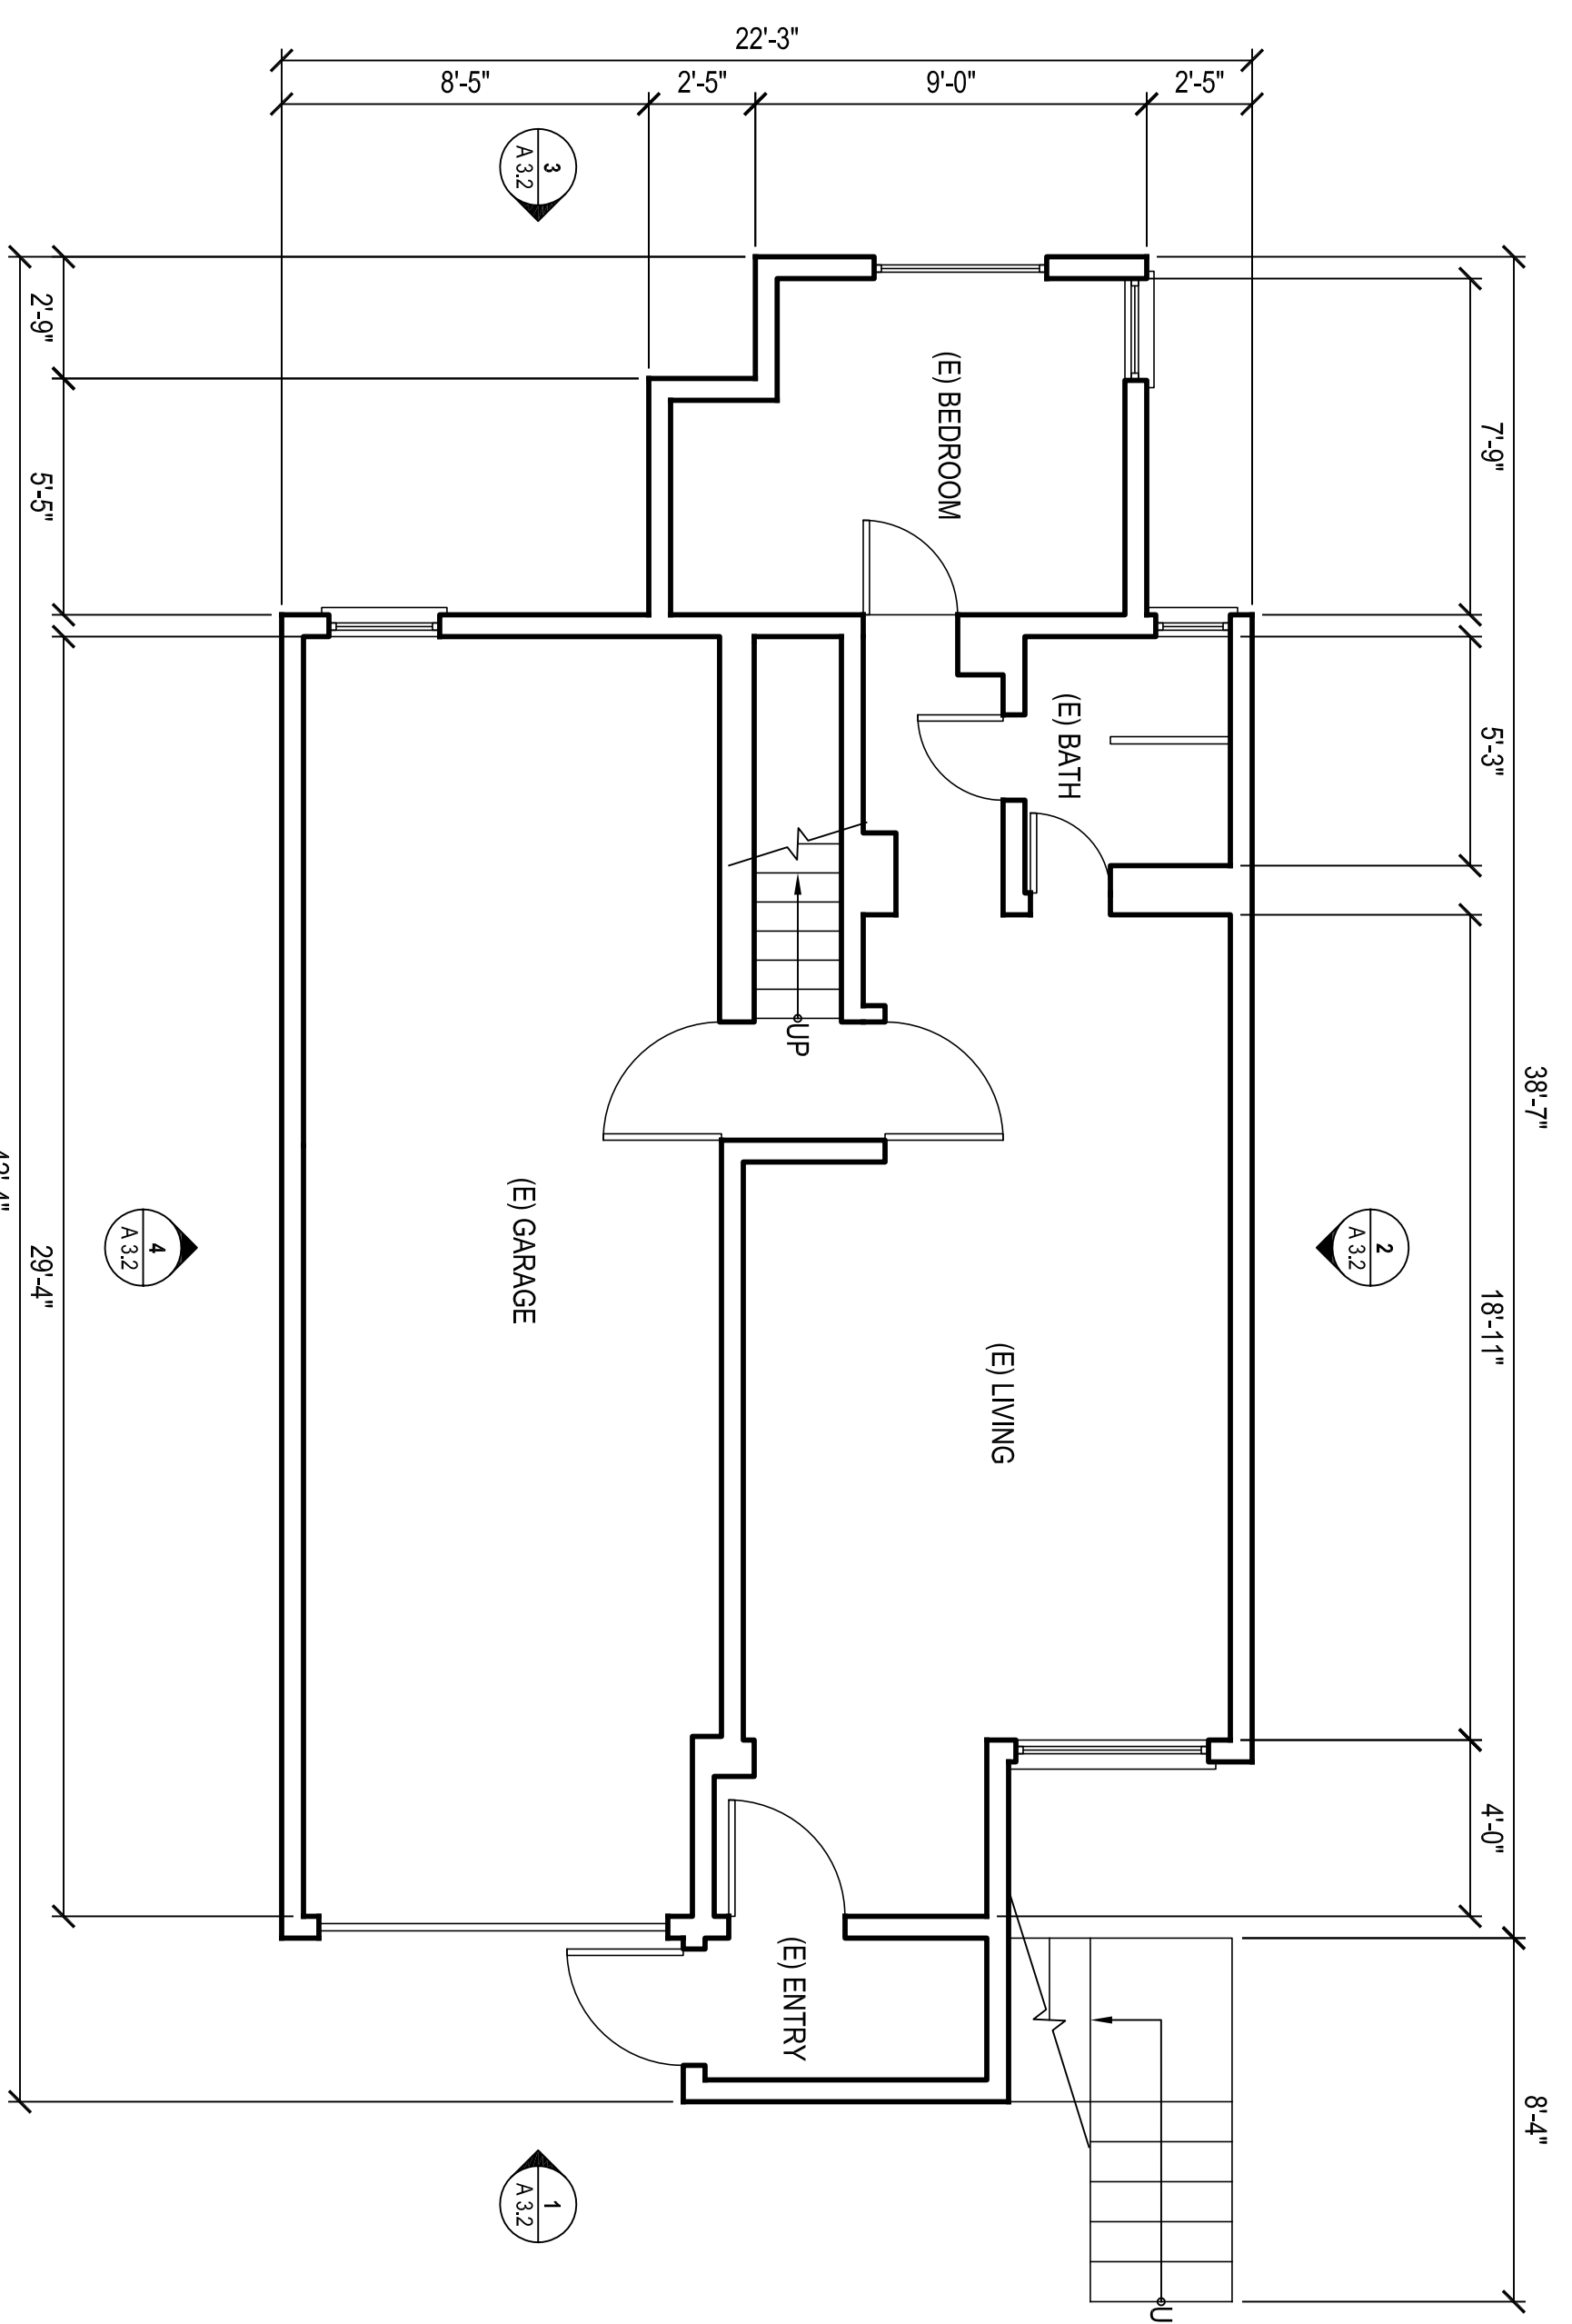 22'-3"
8'-5"
2'-5"
9'-0"
2'-5"
3
A 3.2
2'-9"
5'-5"
29'-4"
7'-9"
5'-3"
18'-11"
4'-0"
38'-7"
8'-4"
(E) BEDROOM
(E) BATH
UP
(E) GARAGE
(E) LIVING
(E) ENTRY
4
A 3.2
2
A 3.2
1
A 3.2
U